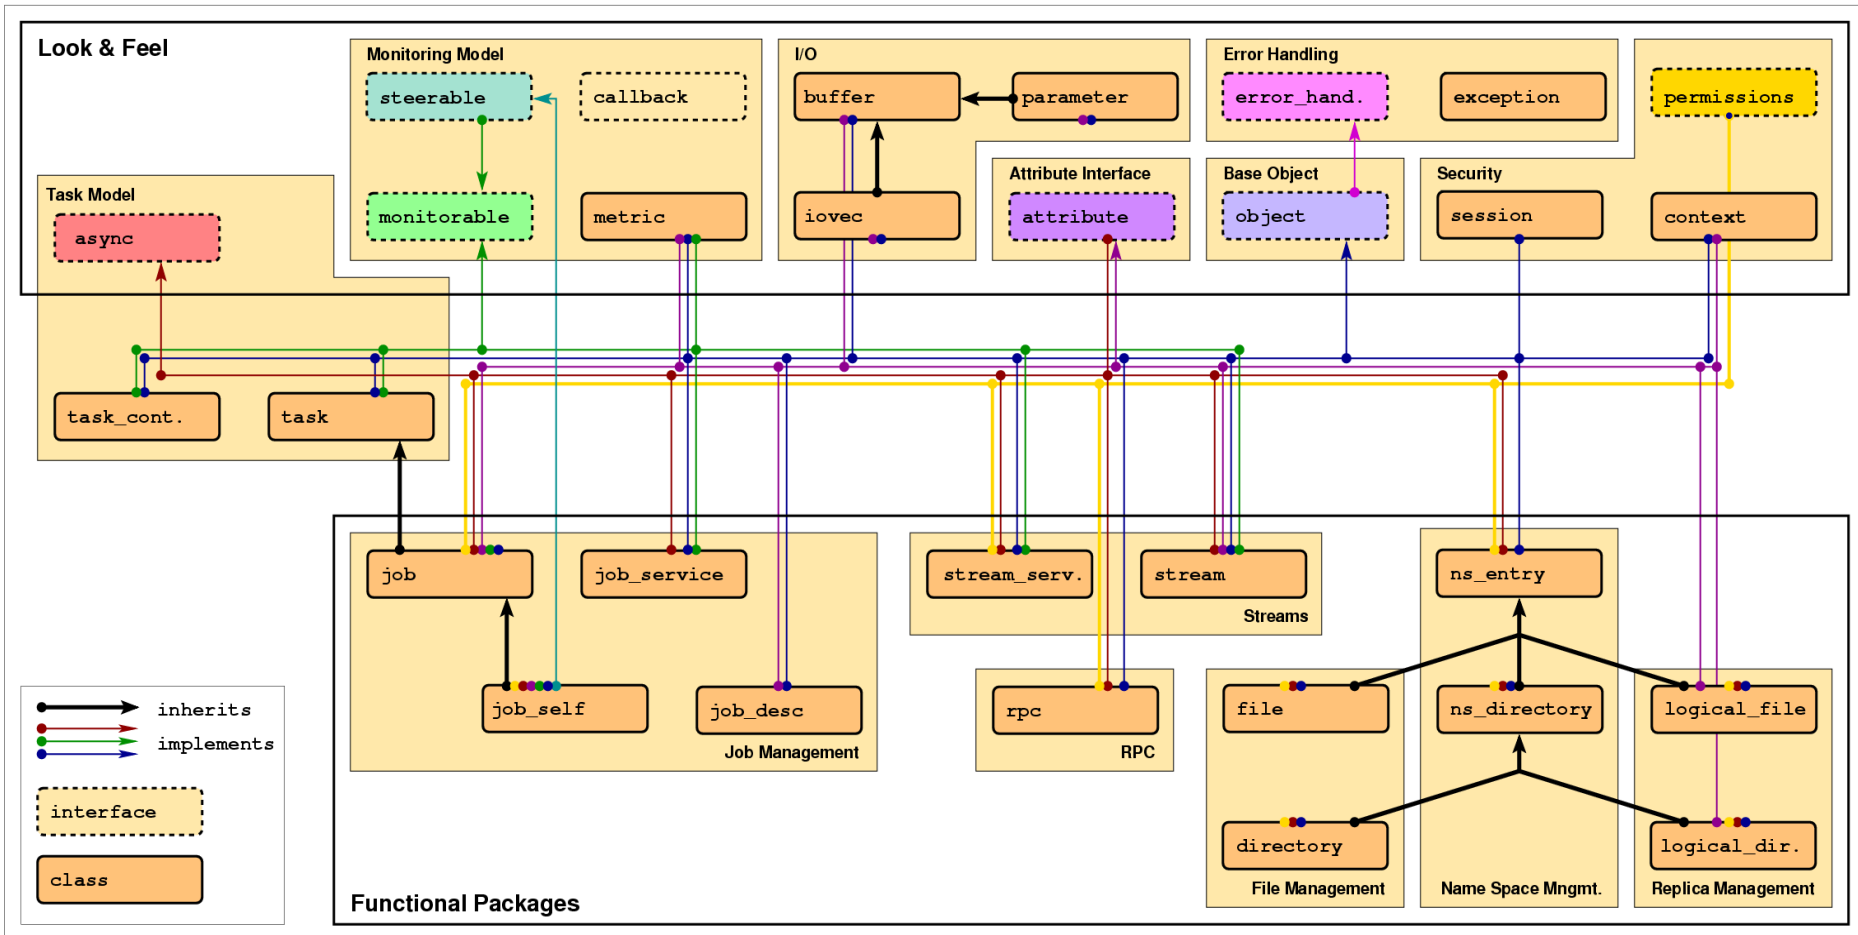 Look & Feel
Monitoring Model
I/O
Error Handling
steerable
callback
buffer
parameter
error_hand.
exception
permissions
Task Model
Attribute Interface
Base Object
Security
async
monitorable
metric
iovec
attribute
object
session
context
task_cont.
task
job
job_service
stream_serv.
stream
ns_entry
Streams
job_self
job_desc
rpc
file
ns_directory
logical_file
Job Management
RPC
inherits
implements
interface
class
directory
logical_dir.
File Management
Name Space Mngmt.
Replica Management
Functional Packages